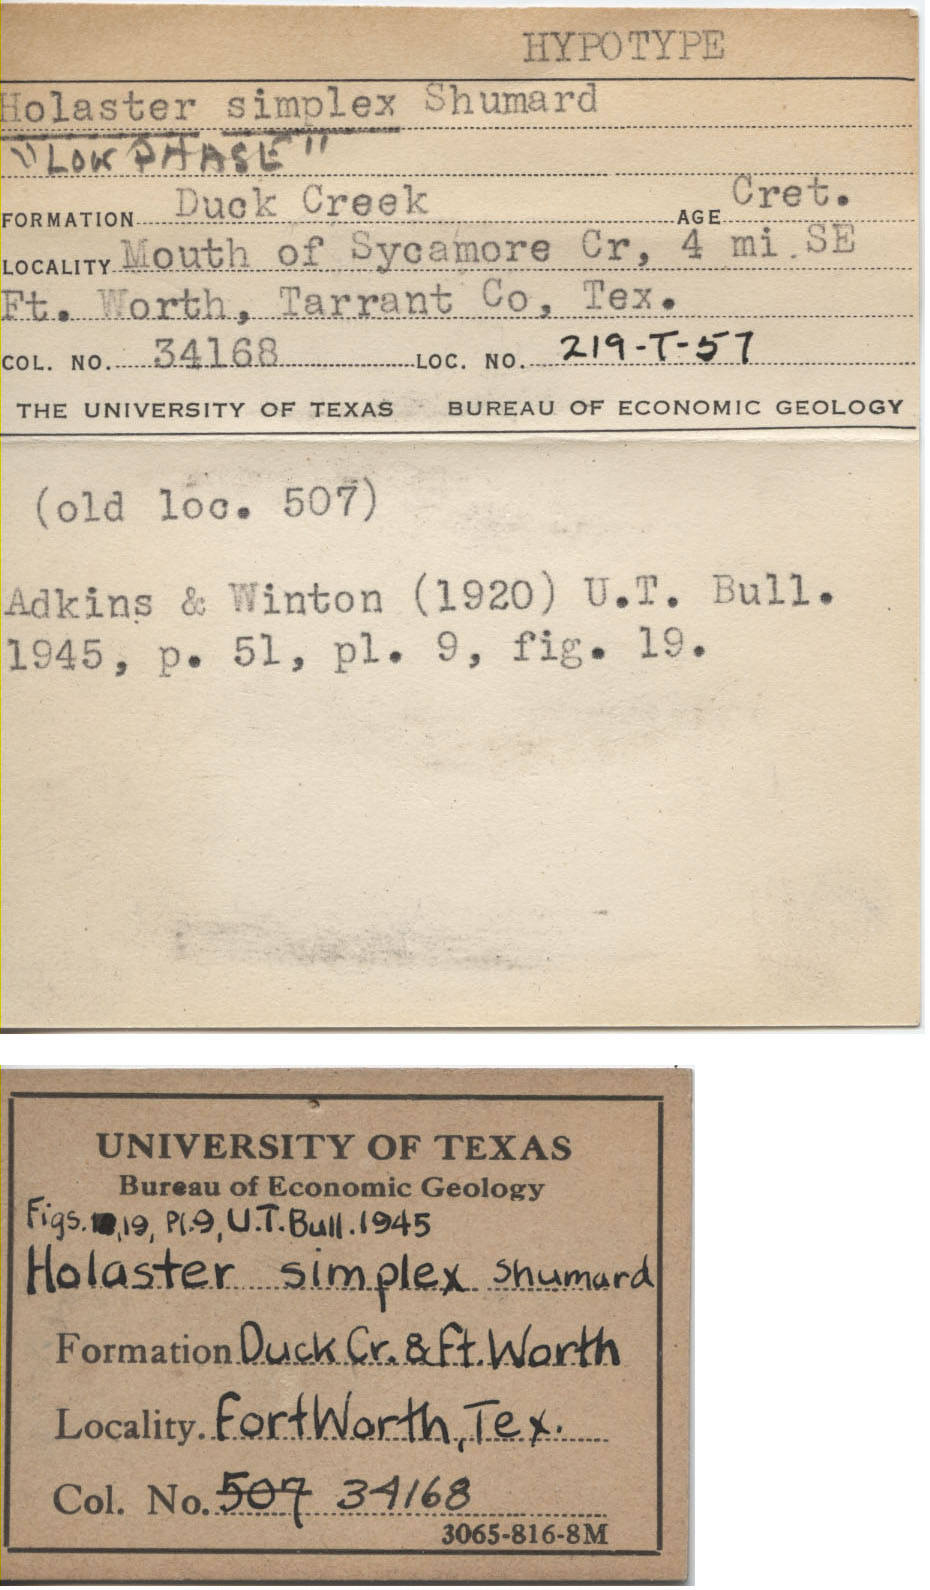 HYPOTYPE
Holaster simplex Shumard
"LOW PHASE"
FORMATION Duck Creek AGE Cret.
LOCALITY Mouth of Sycamore Cr, 4 mi SE
Ft. Worth, Tarrant Co, Tex.
COL. NO. 34168 LOC. NO. 219-T-57
THE UNIVERSITY OF TEXAS BUREAU OF ECONOMIC GEOLOGY
(old loc. 507)
Adkins & Winton (1920) U.T. Bull.
1945, p. 51, pl. 9, fig. 19.
UNIVERSITY OF TEXAS
Bureau of Economic Geology
Figs. 19, Pl.9, U.T. Bull. 1945
Holaster simplex Shumard
Formation Duck Cr. & Ft. Worth
Locality. Fort Worth, Tex.
Col. No. 507 34168
3065-816-8M